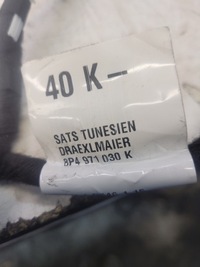 40 K–
SATS TUNESIEN
DRAEXLMAIER
8P4 971 030 K